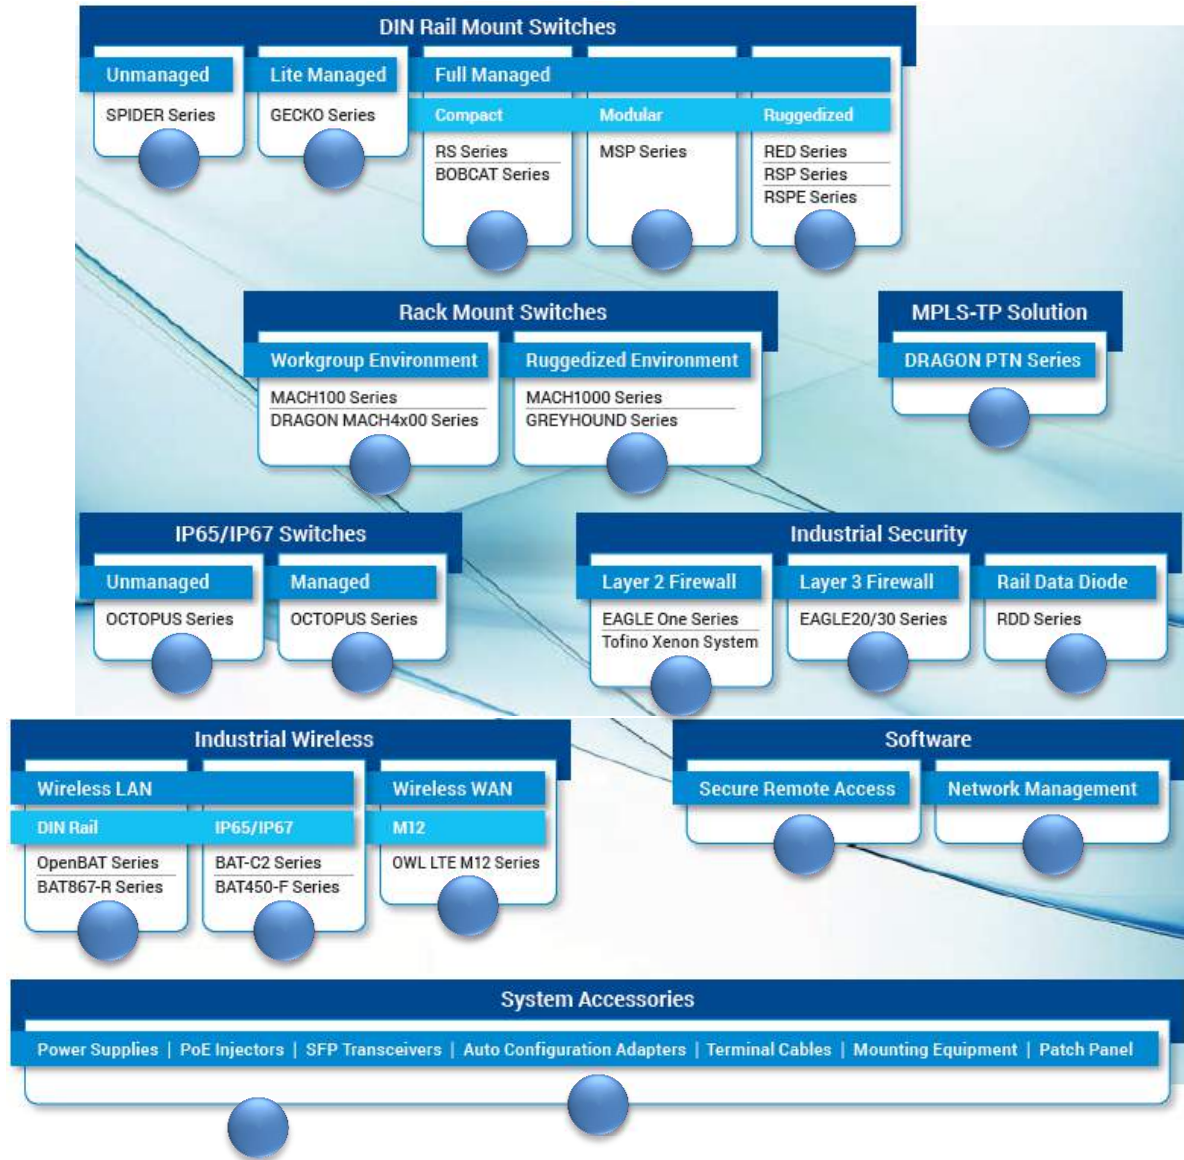 DIN Rail Mount Switches
Unmanaged
SPIDER Series
Lite Managed
GECKO Series
Full Managed
Compact
RS Series
BOBCAT Series
Modular
MSP Series
Ruggedized
RED Series
RSP Series
RSPE Series
Rack Mount Switches
Workgroup Environment
MACH100 Series
DRAGON MACH4x00 Series
Ruggedized Environment
MACH1000 Series
GREYHOUND Series
MPLS-TP Solution
DRAGON PTN Series
IP65/IP67 Switches
Unmanaged
OCTOPUS Series
Managed
OCTOPUS Series
Industrial Security
Layer 2 Firewall
EAGLE One Series
Tofino Xenon System
Layer 3 Firewall
EAGLE20/30 Series
Rail Data Diode
RDD Series
Industrial Wireless
Wireless LAN
DIN Rail
OpenBAT Series
BAT867-R Series
IP65/IP67
BAT-C2 Series
BAT450-F Series
Wireless WAN
M12
OWL LTE M12 Series
Software
Secure Remote Access
Network Management
System Accessories
Power Supplies | PoE Injectors | SFP Transceivers | Auto Configuration Adapters | Terminal Cables | Mounting Equipment | Patch Panel